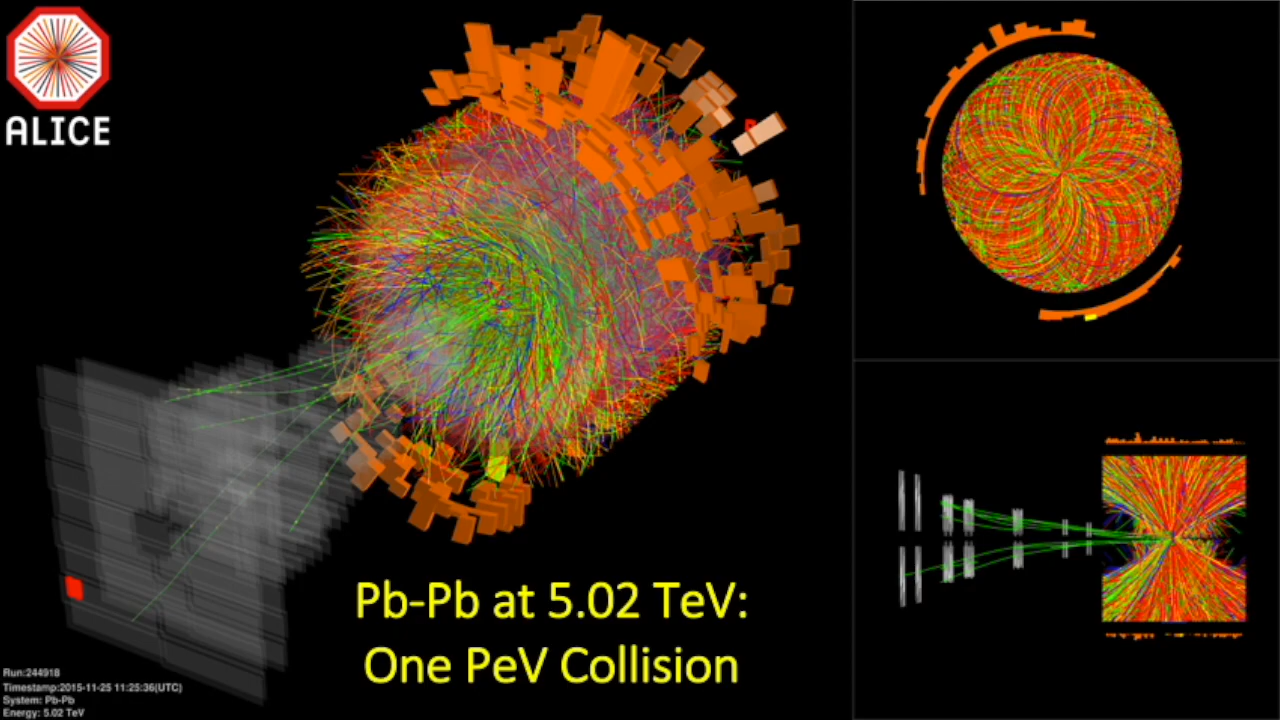 ALICE
Pb-Pb at 5.02 TeV:
One PeV Collision
Run:244918
Timestamp:2015-11-25 11:25:36(UTC)
System: Pb-Pb
Energy: 5.02 TeV